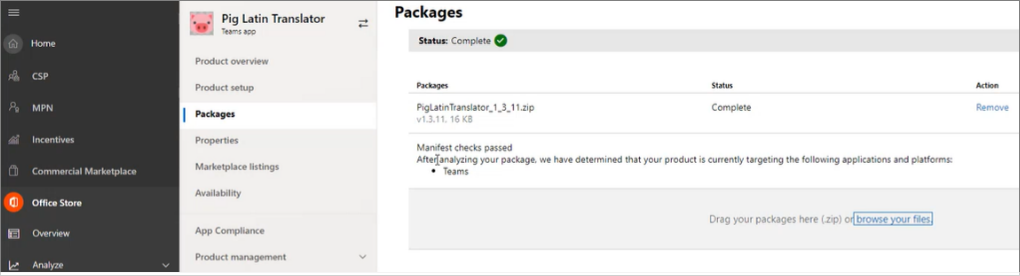 Home
CSP
MPN
Incentives
Commercial Marketplace
Office Store
Overview
Analyze
Pig Latin Translator
Teams app
Product overview
Product setup
Packages
Properties
Marketplace listings
Availability
App Compliance
Product management
Packages
Status: Complete
Packages Status Action
PigLatinTranslator_1_3_11.zip Complete Remove
v1.3.11, 16 KB
Manifest checks passed
After analyzing your package, we have determined that your product is currently targeting the following applications and platforms:
• Teams
Drag your packages here (.zip) or browse your files.